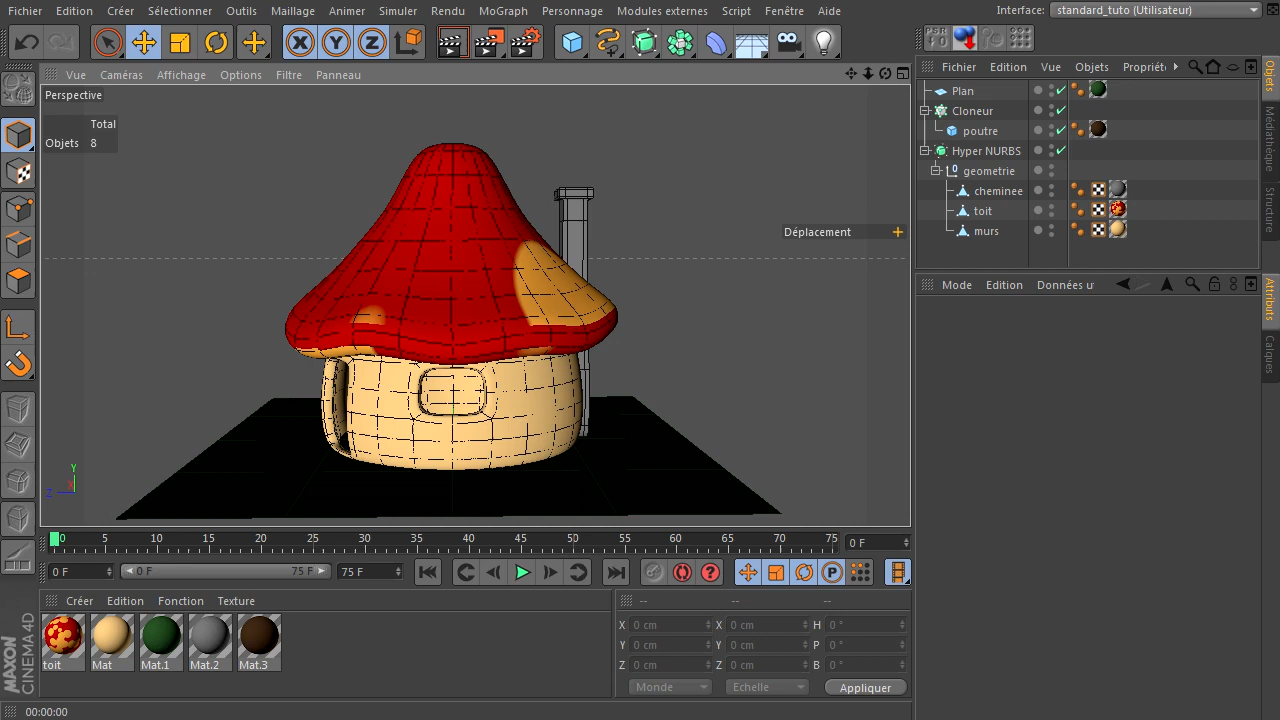 Fichier Edition Créer Sélectionner Outils Maillage Animer Simuler Rendu MoGraph Personnage Modules externes Script Fenêtre Aide Interface: standard_tuto (Utilisateur)
X Y Z
PSR
0
Vue Caméras Affichage Options Filtre Panneau
Perspective
Total
Objets 8
Déplacement
Y
Z
X
Fichier Edition Vue Objets Propriété
Plan
Cloneur
poutre
Hyper NURBS
geometrie
cheminee
toit
murs
Objets
Médiathèque
Structure
Mode Edition Données u
Attributs
Calques
0 5 10 15 20 25 30 35 40 45 50 55 60 65 70 75 0 F
0 F 0 F 75 F 75 F
P
Créer Edition Fonction Texture
toit Mat Mat.1 Mat.2 Mat.3
-- -- --
X 0 cm X 0 cm H 0 °
Y 0 cm Y 0 cm P 0 °
Z 0 cm Z 0 cm B 0 °
Monde Echelle Appliquer
MAXON
CINEMA 4D
00:00:00